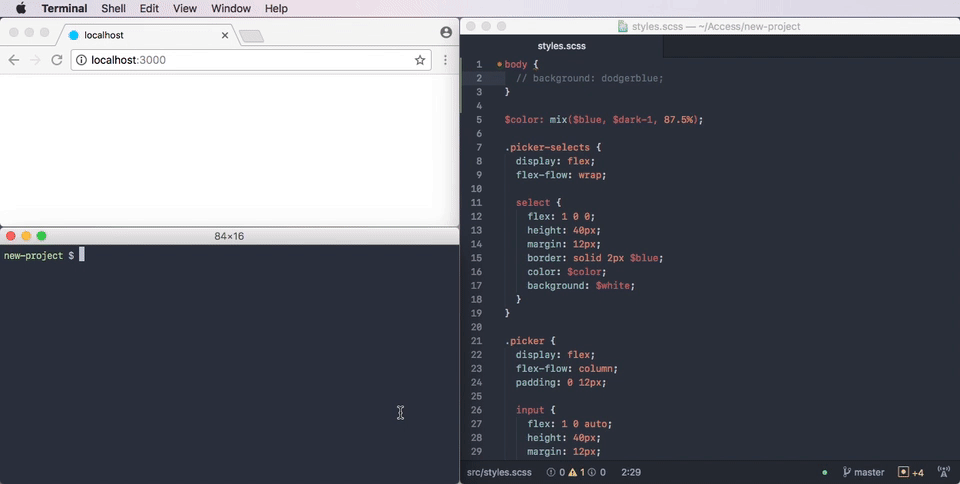 Terminal Shell Edit View Window Help
localhost
localhost:3000
84×16
new-project $
styles.scss — ~/Access/new-project
styles.scss
1 body {
2 // background: dodgerblue;
3 }
4
5 $color: mix($blue, $dark-1, 87.5%);
6
7 .picker-selects {
8 display: flex;
9 flex-flow: wrap;
10
11 select {
12 flex: 1 0 0;
13 height: 40px;
14 margin: 12px;
15 border: solid 2px $blue;
16 color: $color;
17 background: $white;
18 }
19 }
20
21 .picker {
22 display: flex;
23 flex-flow: column;
24 padding: 0 12px;
25
26 input {
27 flex: 1 0 auto;
28 height: 40px;
29 margin: 12px;
src/styles.scss 0 1 0 2:29 master +4